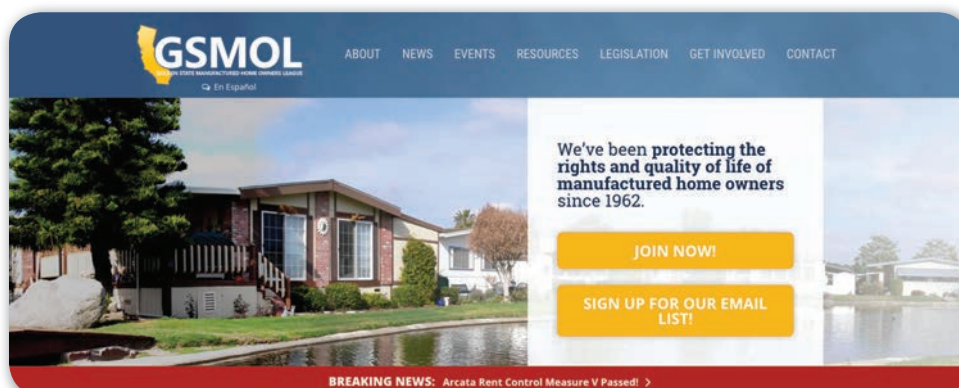 GSMOL
GOLDEN STATE MANUFACTURED-HOME OWNERS LEAGUE
En Español
ABOUT NEWS EVENTS RESOURCES LEGISLATION GET INVOLVED CONTACT
We've been protecting the
rights and quality of life of
manufactured home owners
since 1962.
JOIN NOW!
SIGN UP FOR OUR EMAIL
LIST!
BREAKING NEWS: Arcata Rent Control Measure V Passed! >